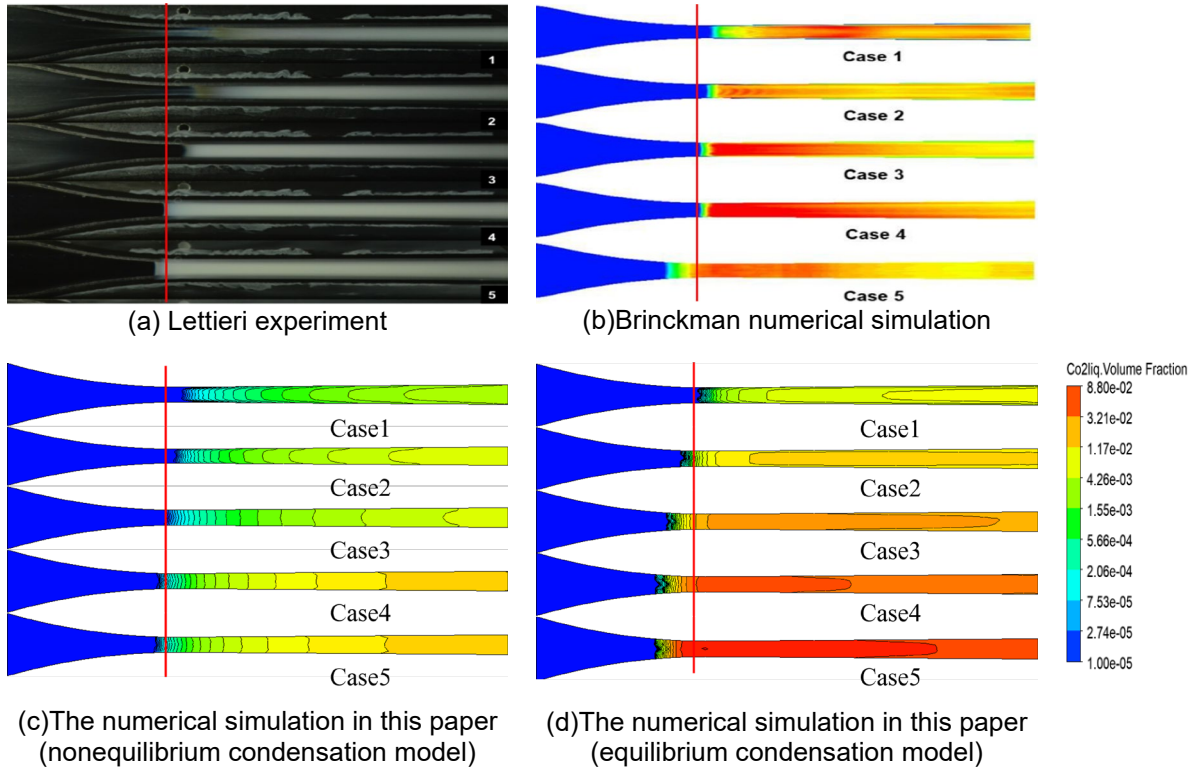 1
2
3
4
5
(a) Lettieri experiment
Case 1
Case 2
Case 3
Case 4
Case 5
(b)Brinckman numerical simulation
Case1
Case2
Case3
Case4
Case5
(c)The numerical simulation in this paper
(nonequilibrium condensation model)
Case1
Case2
Case3
Case4
Case5
(d)The numerical simulation in this paper
(equilibrium condensation model)
Co2liq.Volume Fraction
8.80e-02
3.21e-02
1.17e-02
4.26e-03
1.55e-03
5.66e-04
2.06e-04
7.53e-05
2.74e-05
1.00e-05